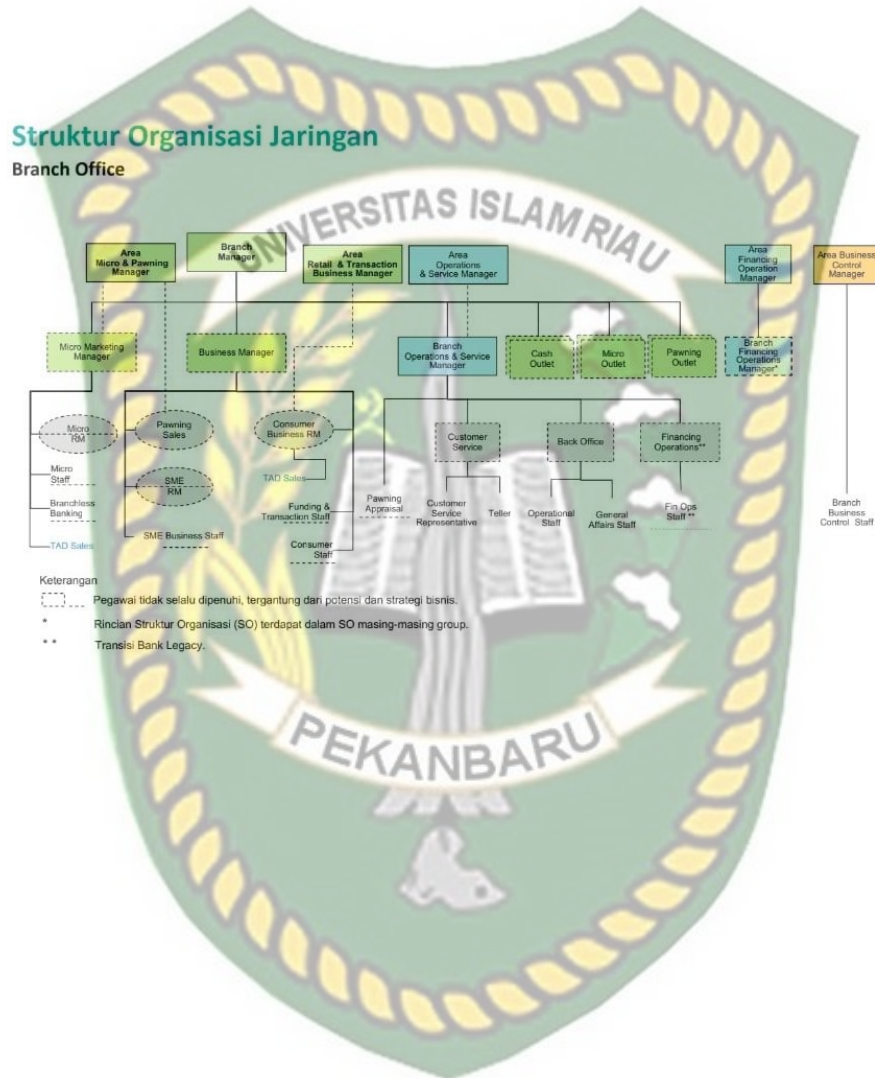 Struktur Organisasi Jaringan
Branch Office
UNIVERSITAS ISLAM RIAU
Area
Micro & Pawning
Manager
Branch
Manager
Area
Retail & Transaction
Business Manager
Area
Operations
& Service Manager
Area
Financing
Operation
Manager
Area Business
Control
Manager
Micro Marketing
Manager
Business Manager
Branch
Operations & Service
Manager
Cash
Outlet
Micro
Outlet
Pawning
Outlet
Branch
Financing
Operations
Manager*
Micro
RM
Pawning
Sales
Consumer
Business RM
Customer
Service
Back Office
Financing
Operations**
Micro
Staff
SME
RM
TAD Sales
Branchless
Banking
Funding &
Transaction Staff
Pawning
Appraisal
Customer
Service
Representative
Teller
Operational
Staff
General
Affairs Staff
Fin Ops
Staff **
Branch
Business
Control Staff
TAD Sales
SME Business Staff
Consumer
Staff
Keterangan
Pegawai tidak selalu dipenuhi, tergantung dari potensi dan strategi bisnis.
* Rincian Struktur Organisasi (SO) terdapat dalam SO masing-masing group.
** Transisi Bank Legacy.
PEKANBARU